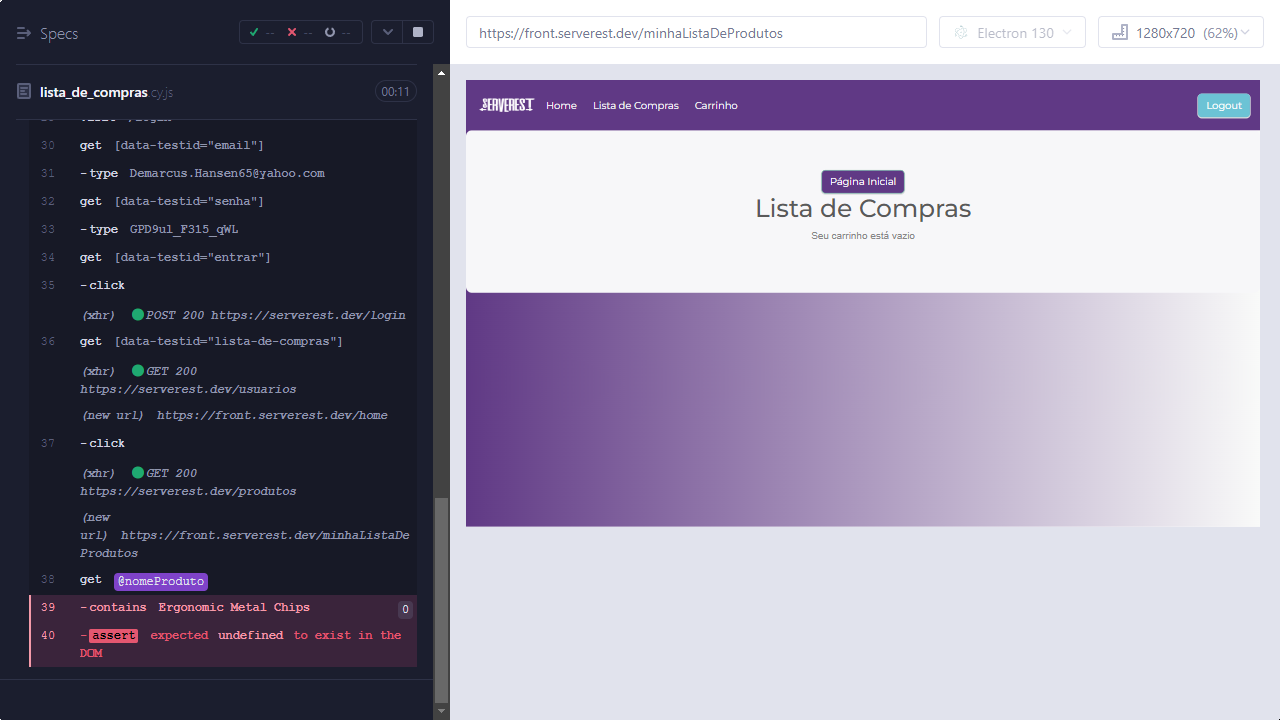 Specs
--
--
--
lista_de_compras.cy.js
00:11
30 get [data-testid="email"]
31 -type Demarcus.Hansen65@yahoo.com
32 get [data-testid="senha"]
33 -type GPD9ul_F315_qWL
34 get [data-testid="entrar"]
35 -click
(xhr) POST 200 https://serverest.dev/login
36 get [data-testid="lista-de-compras"]
(xhr) GET 200
https://serverest.dev/usuarios
(new url) https://front.serverest.dev/home
37 -click
(xhr) GET 200
https://serverest.dev/produtos
(new
url) https://front.serverest.dev/minhaListaDe
Produtos
38 get @nomeProduto
39 -contains Ergonomic Metal Chips 0
40 -assert expected undefined to exist in the
DOM
https://front.serverest.dev/minhaListaDeProdutos
Electron 130
1280x720 (62%)
SERVEREST Home Lista de Compras Carrinho Logout
Página Inicial
Lista de Compras
Seu carrinho está vazio